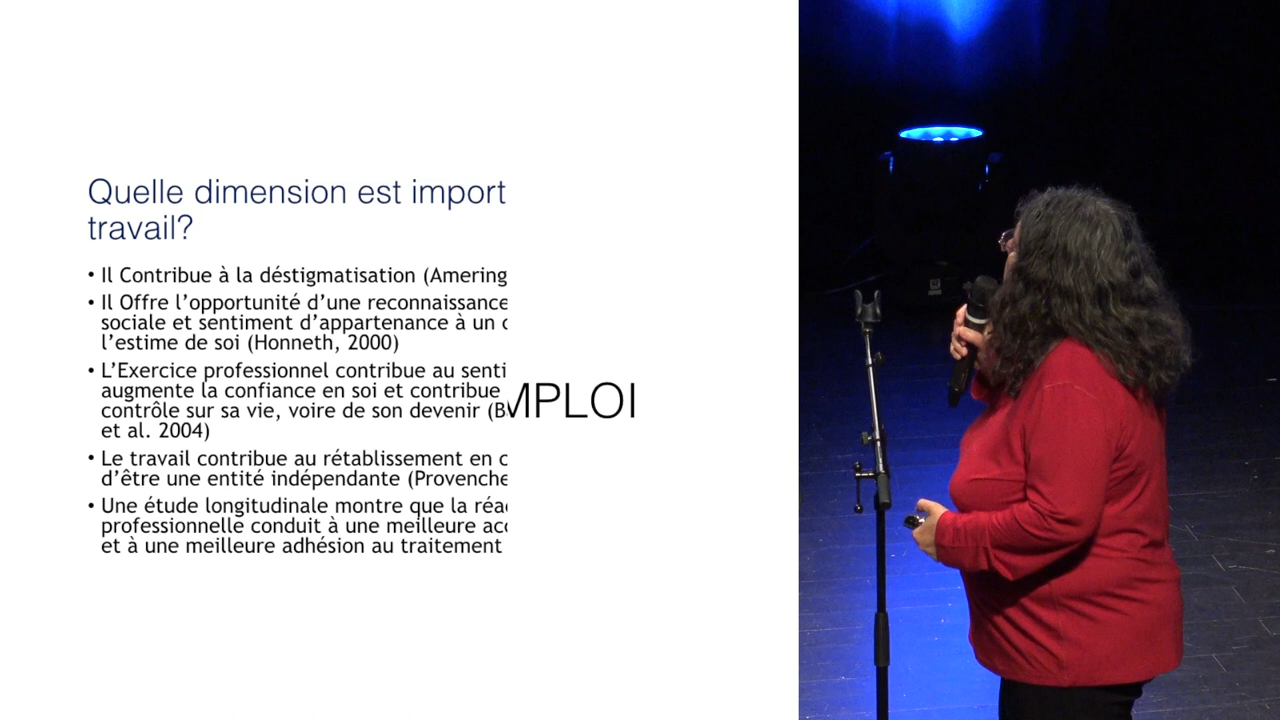 Quelle dimension est import
travail?
• Il Contribue à la déstigmatisation (Amering
• Il Offre l’opportunité d’une reconnaissance
sociale et sentiment d’appartenance à un
l’estime de soi (Honneth, 2000)
• L’Exercice professionnel contribue au senti
augmente la confiance en soi et contribue
contrôle sur sa vie, voire de son devenir (B
et al. 2004)
• Le travail contribue au rétablissement en c
d’être une entité indépendante (Provenche
• Une étude longitudinale montre que la réa
professionnelle conduit à une meilleure acc
et à une meilleure adhésion au traitement
MPLOI